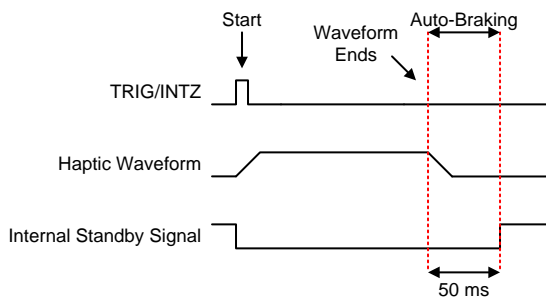 Start
Auto-Braking
Waveform
Ends
TRIG/INTZ
Haptic Waveform
Internal Standby Signal
50 ms